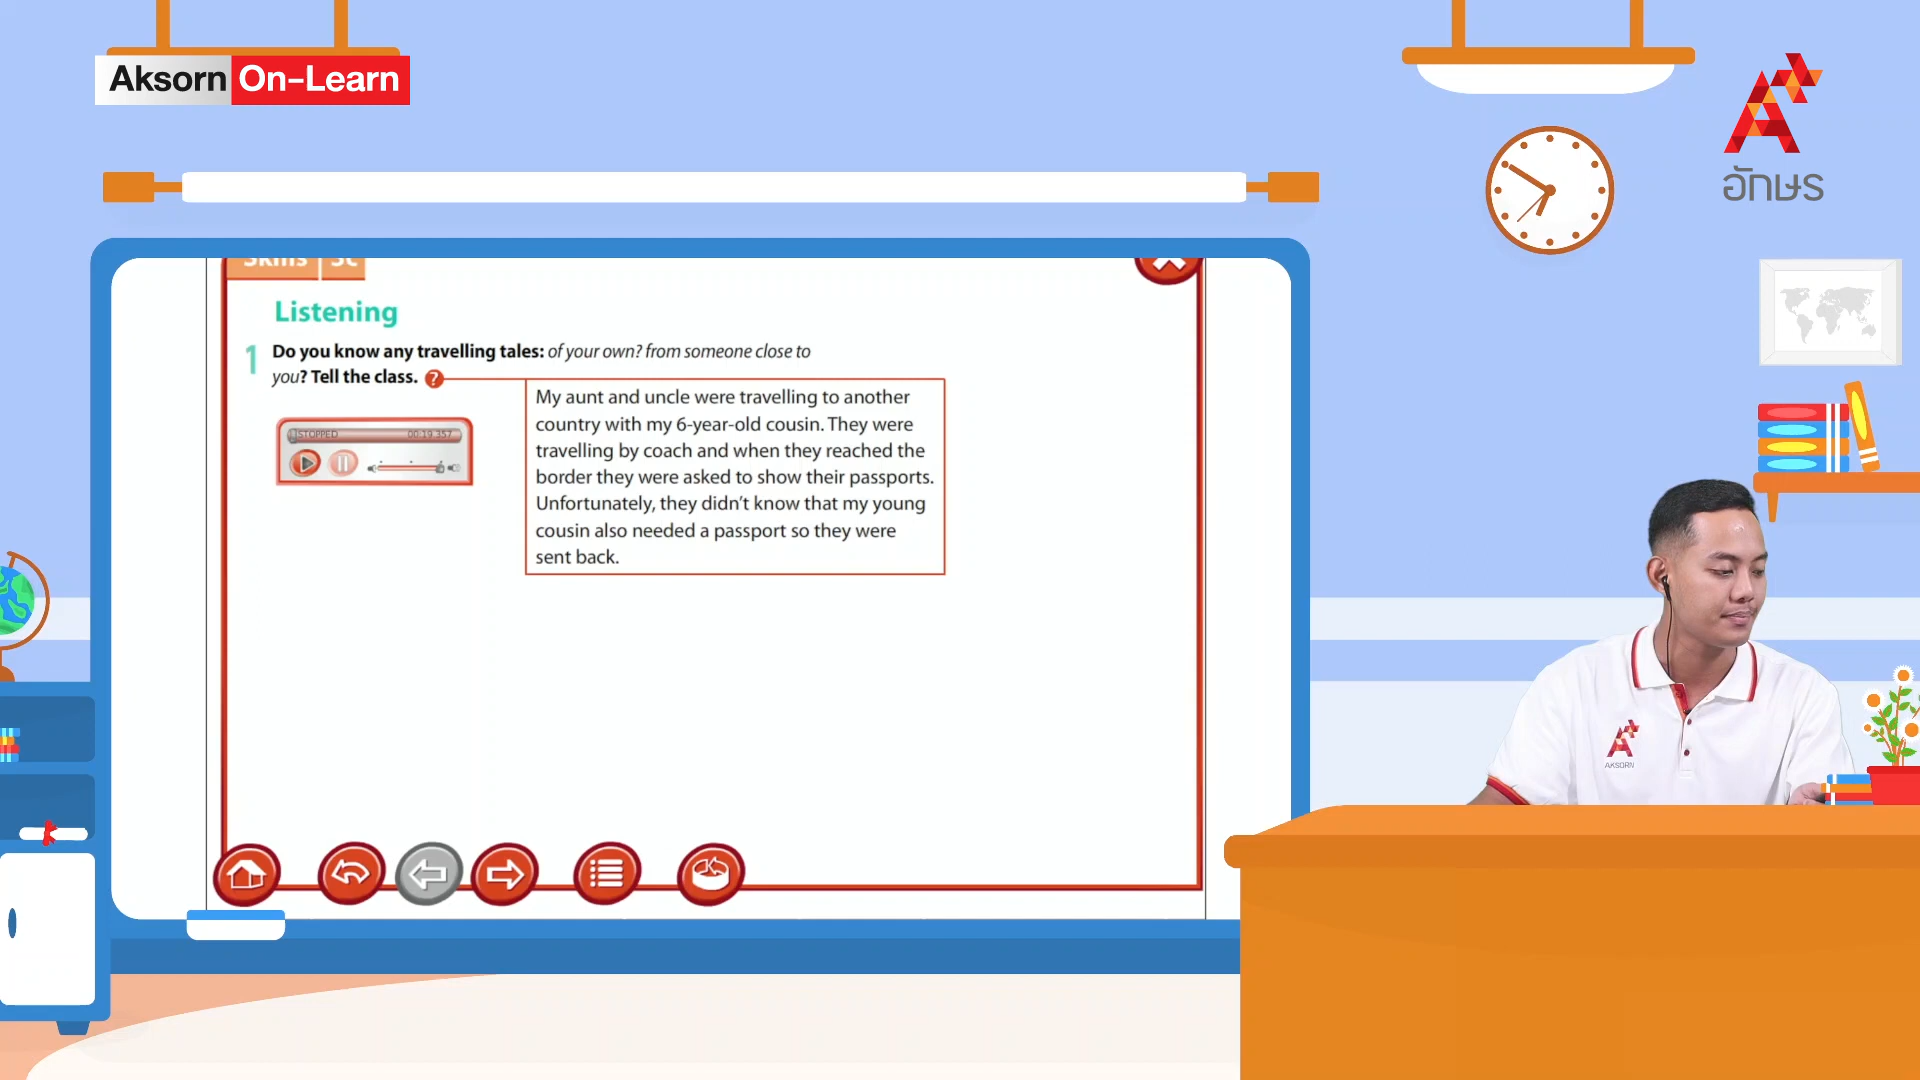 Aksorn On-Learn
อักษร
Skills
Listening
1 Do you know any travelling tales: of your own? from someone close to
you? Tell the class. ?
STOPPED 00:19.357
My aunt and uncle were travelling to another
country with my 6-year-old cousin. They were
travelling by coach and when they reached the
border they were asked to show their passports.
Unfortunately, they didn't know that my young
cousin also needed a passport so they were
sent back.
AKSORN